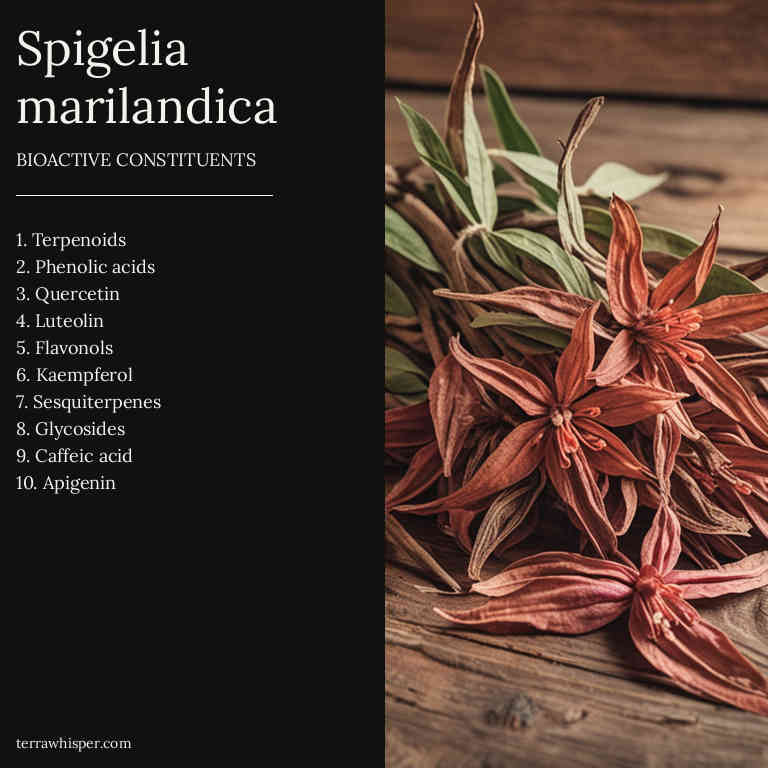 Spigelia
marilandica
BIOACTIVE CONSTITUENTS
1. Terpenoids
2. Phenolic acids
3. Quercetin
4. Luteolin
5. Flavonols
6. Kaempferol
7. Sesquiterpenes
8. Glycosides
9. Caffeic acid
10. Apigenin
terrawhisper.com